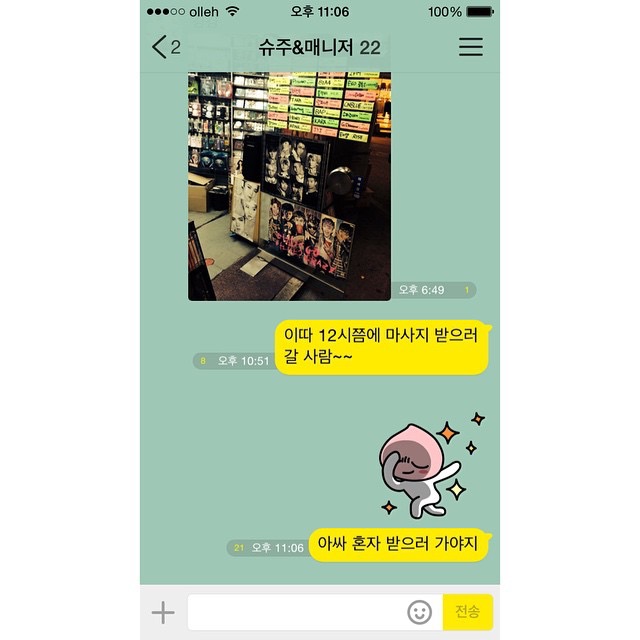 olleh 오후 11:06 100%
2 슈주&매니저 22
오후 6:49 1
이따 12시쯤에 마사지 받으러
갈 사람~~
8 오후 10:51
아싸 혼자 받으러 가야지
21 오후 11:06
전송